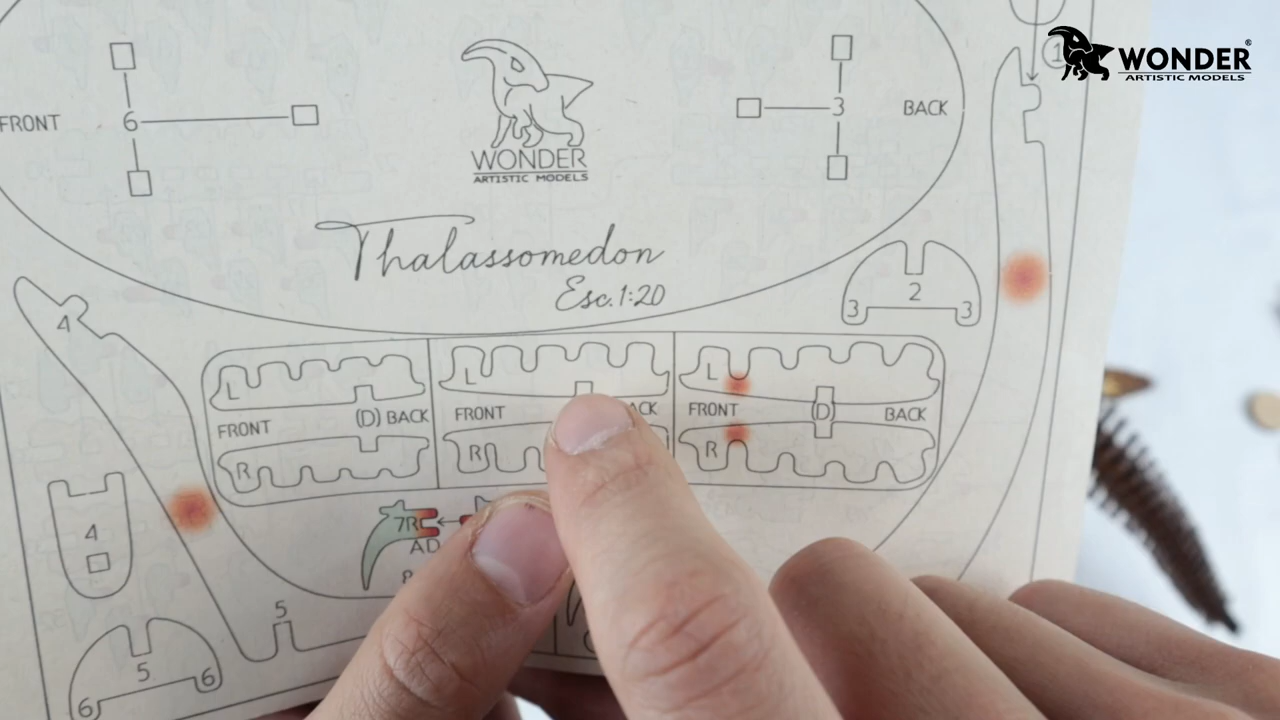 WONDER®
ARTISTIC MODELS
1
FRONT
6
3
BACK
WONDER
ARTISTIC MODELS
Thalassomedon
Esc.1:20
2
3
3
4
L
L
L
FRONT
(D) BACK
FRONT
FRONT
(D)
BACK
R
R
R
4
7R
AD
5
5
6
6